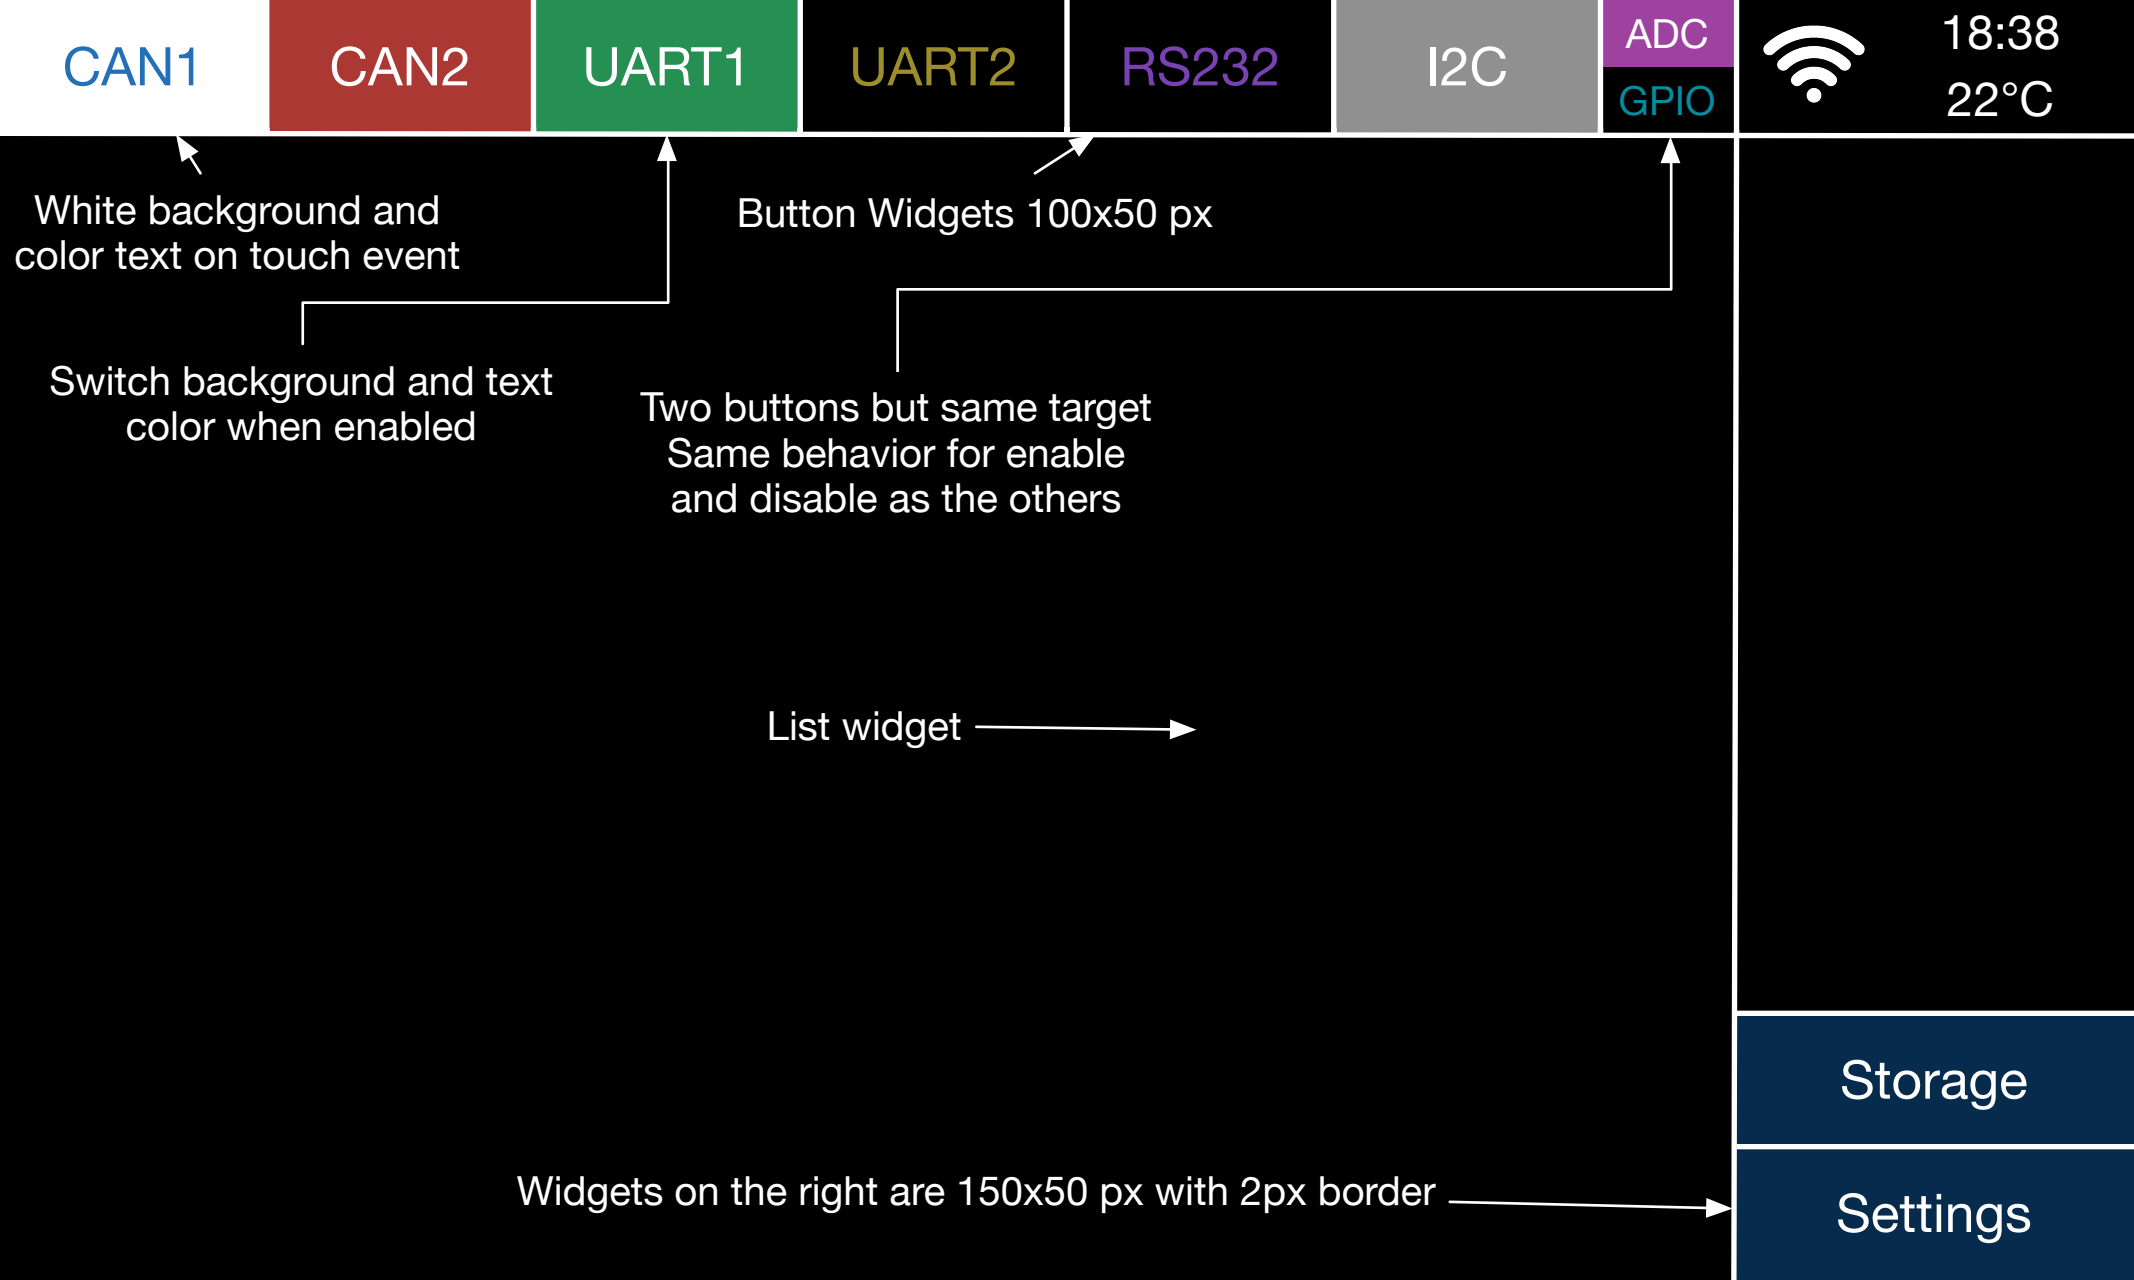 CAN1
CAN2
UART1
UART2
RS232
I2C
ADC
GPIO
18:38
22°C
White background and
color text on touch event
Button Widgets 100x50 px
Switch background and text
color when enabled
Two buttons but same target
Same behavior for enable
and disable as the others
List widget
Storage
Widgets on the right are 150x50 px with 2px border
Settings